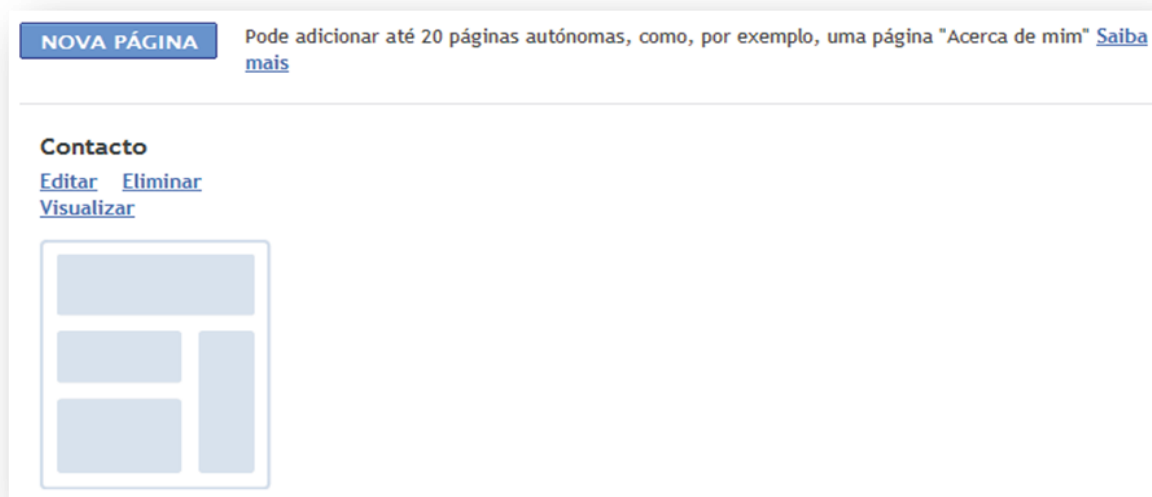 NOVA PÁGINA
Pode adicionar até 20 páginas autónomas, como, por exemplo, uma página "Acerca de mim" Saiba
mais
Contacto
Editar Eliminar
Visualizar